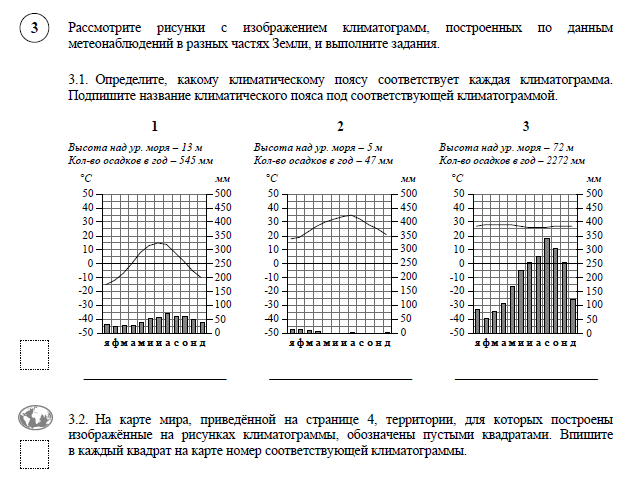 3
Рассмотрите рисунки с изображением климатограмм, построенных по данным
метеонаблюдений в разных частях Земли, и выполните задания.
3.1. Определите, какому климатическому поясу соответствует каждая климатограмма.
Подпишите название климатического пояса под соответствующей климатограммой.
1
Высота над ур. моря – 13 м
Кол-во осадков в год – 545 мм
°C мм
50 500
40 450
30 400
20 350
10 300
0 250
-10 200
-20 150
-30 100
-40 50
-50 0
я ф м а м и и а с о н д
2
Высота над ур. моря – 5 м
Кол-во осадков в год – 47 мм
°C мм
50 500
40 450
30 400
20 350
10 300
0 250
-10 200
-20 150
-30 100
-40 50
-50 0
я ф м а м и и а с о н д
3
Высота над ур. моря – 72 м
Кол-во осадков в год – 2272 мм
°C мм
50 500
40 450
30 400
20 350
10 300
0 250
-10 200
-20 150
-30 100
-40 50
-50 0
я ф м а м и и а с о н д
3.2. На карте мира, приведённой на странице 4, территории, для которых построены
изображённые на рисунках климатограммы, обозначены пустыми квадратами. Впишите
в каждый квадрат на карте номер соответствующей климатограммы.